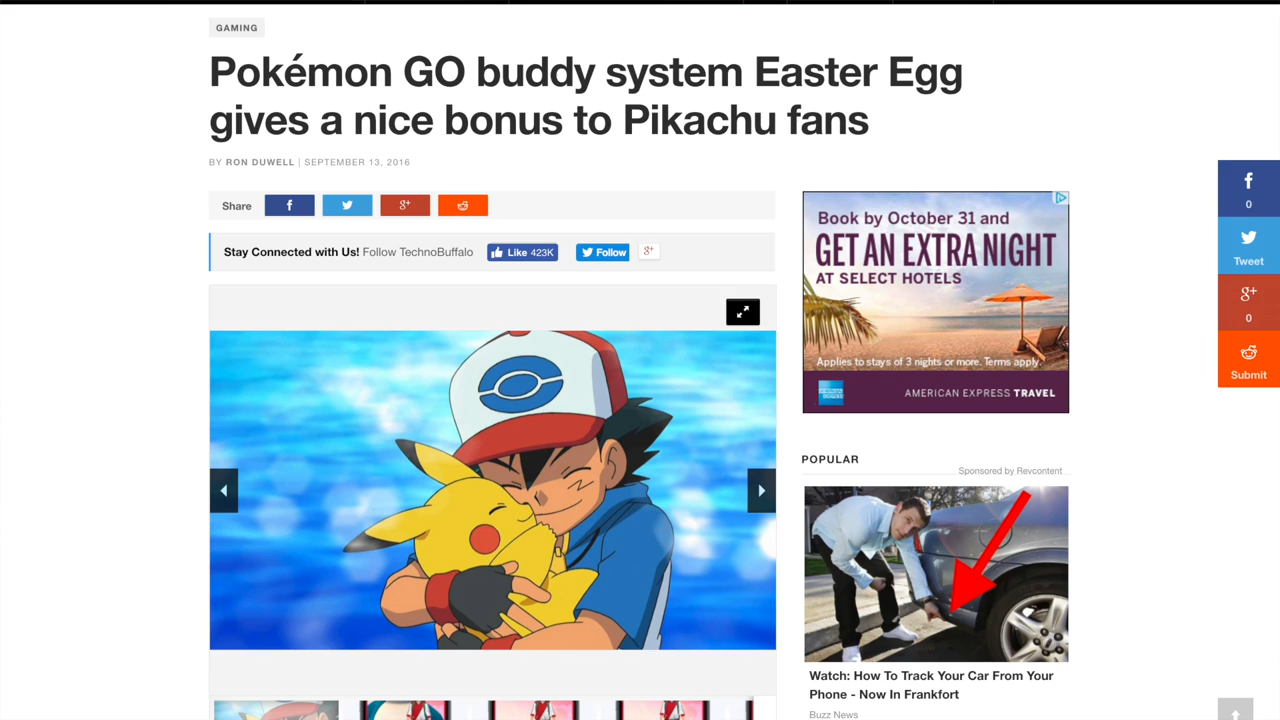 GAMING
Pokémon GO buddy system Easter Egg
gives a nice bonus to Pikachu fans
BY RON DUWELL | SEPTEMBER 13, 2016
Share
Stay Connected with Us! Follow TechnoBuffalo
Like 423K
Follow
g+
Book by October 31 and
GET AN EXTRA NIGHT
AT SELECT HOTELS
Applies to stays of 3 nights or more. Terms apply.
AMERICAN EXPRESS TRAVEL
POPULAR
Sponsored by Revcontent
Watch: How To Track Your Car From Your
Phone - Now In Frankfort
Buzz News
0
Tweet
g+
0
Submit